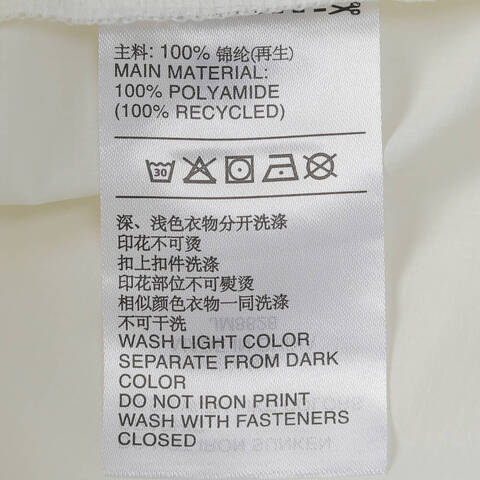 主料: 100% 锦纶(再生)
MAIN MATERIAL:
100% POLYAMIDE
(100% RECYCLED)
30
深、浅色衣物分开洗涤
印花不可烫
扣上扣件洗涤
印花部位不可熨烫
相似颜色衣物一同洗涤
不可干洗
WASH LIGHT COLOR
SEPARATE FROM DARK
COLOR
DO NOT IRON PRINT
WASH WITH FASTENERS
CLOSED